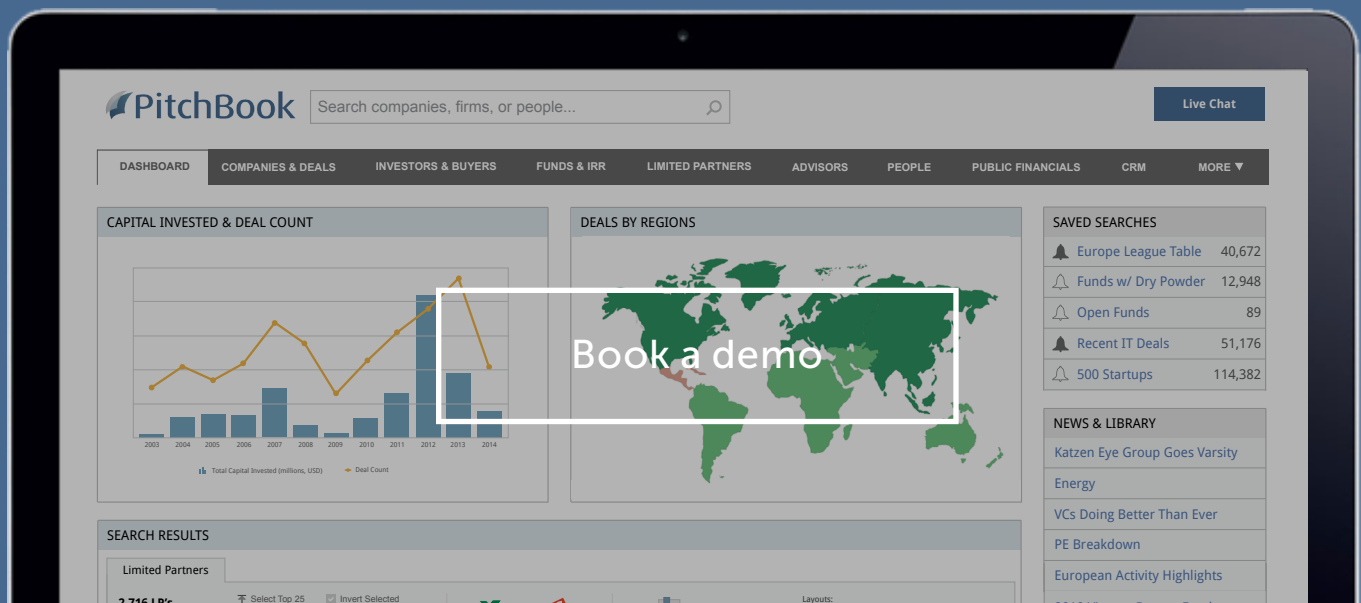 PitchBook
Search companies, firms, or people...
Live Chat
DASHBOARD COMPANIES & DEALS INVESTORS & BUYERS FUNDS & IRR LIMITED PARTNERS ADVISORS PEOPLE PUBLIC FINANCIALS CRM MORE ▼
CAPITAL INVESTED & DEAL COUNT
2003 2004 2005 2006 2007 2008 2009 2010 2011 2012 2013 2014
Total Capital Invested (millions, USD) Deal Count
DEALS BY REGIONS
Book a demo
SAVED SEARCHES
Europe League Table 40,672
Funds w/ Dry Powder 12,948
Open Funds 89
Recent IT Deals 51,176
500 Startups 114,382
NEWS & LIBRARY
Katzen Eye Group Goes Varsity
Energy
VCs Doing Better Than Ever
PE Breakdown
European Activity Highlights
SEARCH RESULTS
Limited Partners
2,716 LP's
Select Top 25 Invert Selected
Layouts: